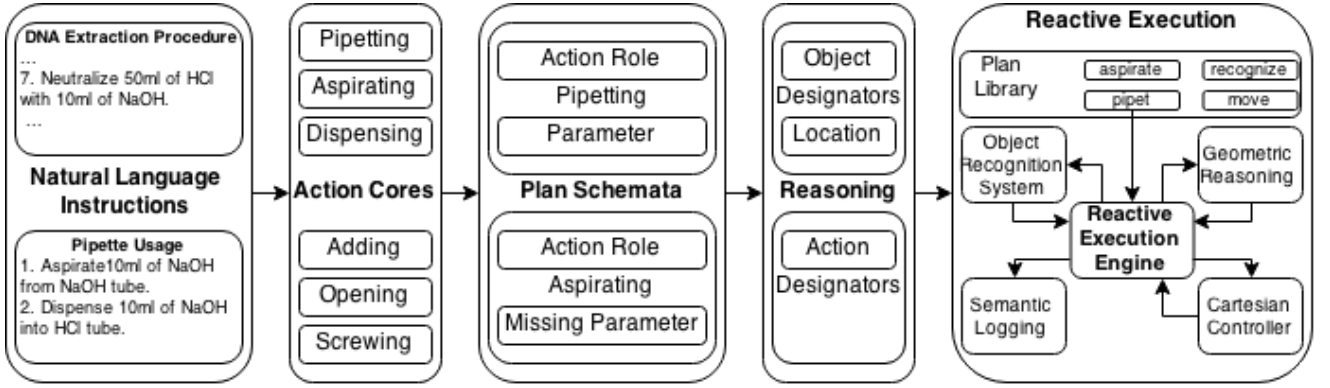 DNA Extraction Procedure
...
7. Neutralize 50ml of HCl
with 10ml of NaOH.
...
Natural Language
Instructions
Pipette Usage
1. Aspirate10ml of NaOH
from NaOH tube.
2. Dispense 10ml of NaOH
into HCl tube.
Pipetting
Aspirating
Dispensing
Action Cores
Adding
Opening
Screwing
Action Role
Pipetting
Parameter
Plan Schemata
Action Role
Aspirating
Missing Parameter
Object
Designators
Location
Reasoning
Action
Designators
Reactive Execution
Plan
Library
aspirate
recognize
pipet
move
Object
Recognition
System
Geometric
Reasoning
Reactive
Execution
Engine
Semantic
Logging
Cartesian
Controller